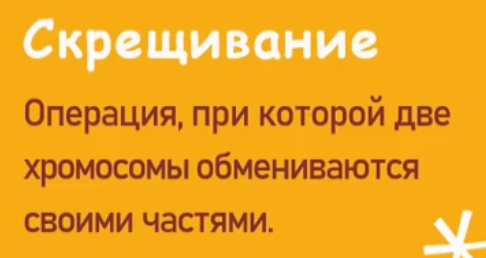 Скрещивание
Операция, при которой две
хромосомы обмениваются
своими частями.